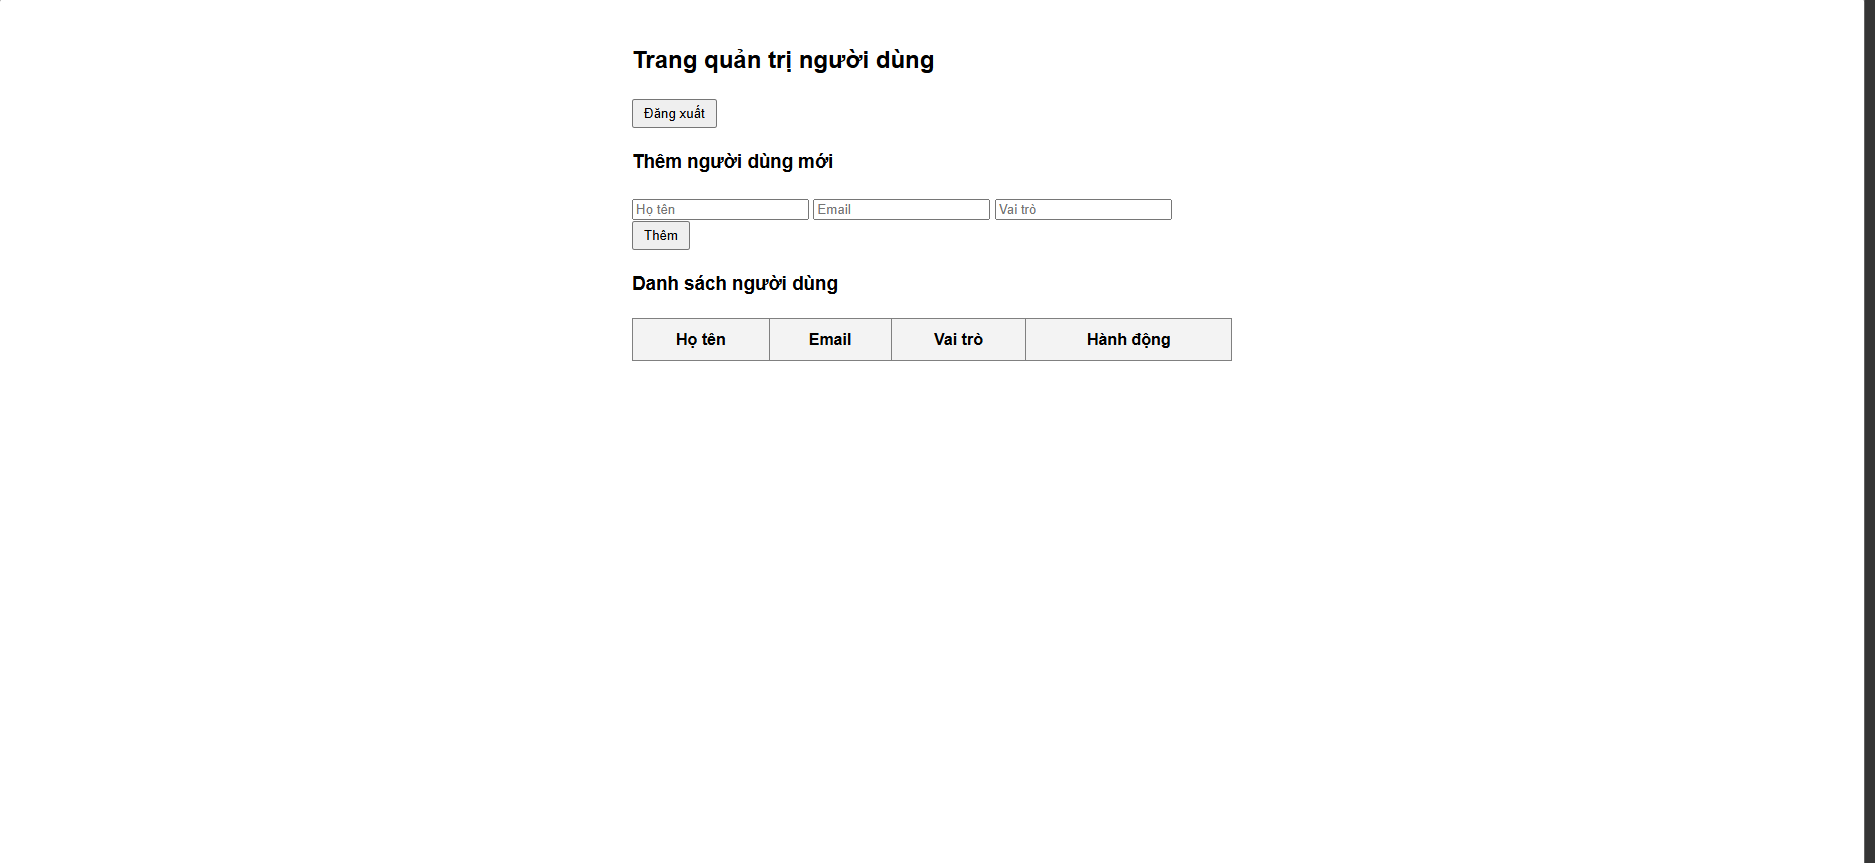 Trang quản trị người dùng
Đăng xuất
Thêm người dùng mới
Họ tên Email Vai trò
Thêm
Danh sách người dùng
Họ tên Email Vai trò Hành động